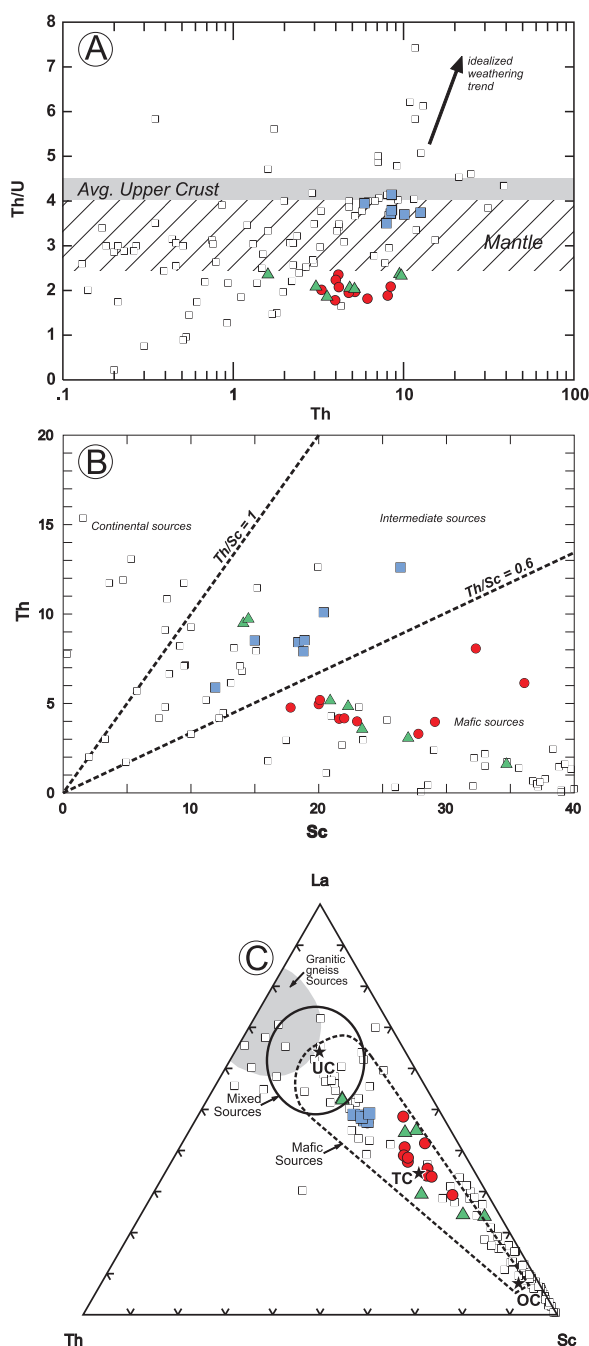 A
8
7
6
5
4
3
2
1
0
Th/U
idealized
weathering
trend
Avg. Upper Crust
Mantle
.1
1
10
100
Th
B
20
15
10
5
0
Th
Continental sources
Th/Sc = 1
Intermediate sources
Th/Sc = 0.6
Mafic sources
0
10
20
30
40
Sc
C
La
Granitic
gneiss
Sources
UC
Mixed
Sources
Mafic
Sources
TC
OC
Th
Sc